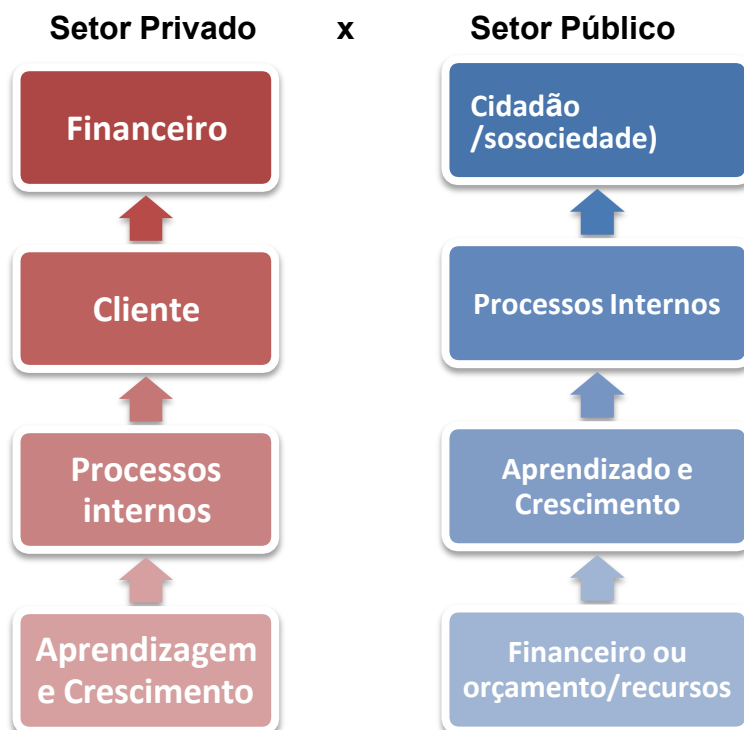 Setor Privado x Setor Público
Financeiro
Cliente
Processos
internos
Aprendizagem
e Crescimento
Cidadão
/sosociedade)
Processos Internos
Aprendizado e
Crescimento
Financeiro ou
orçamento/recursos